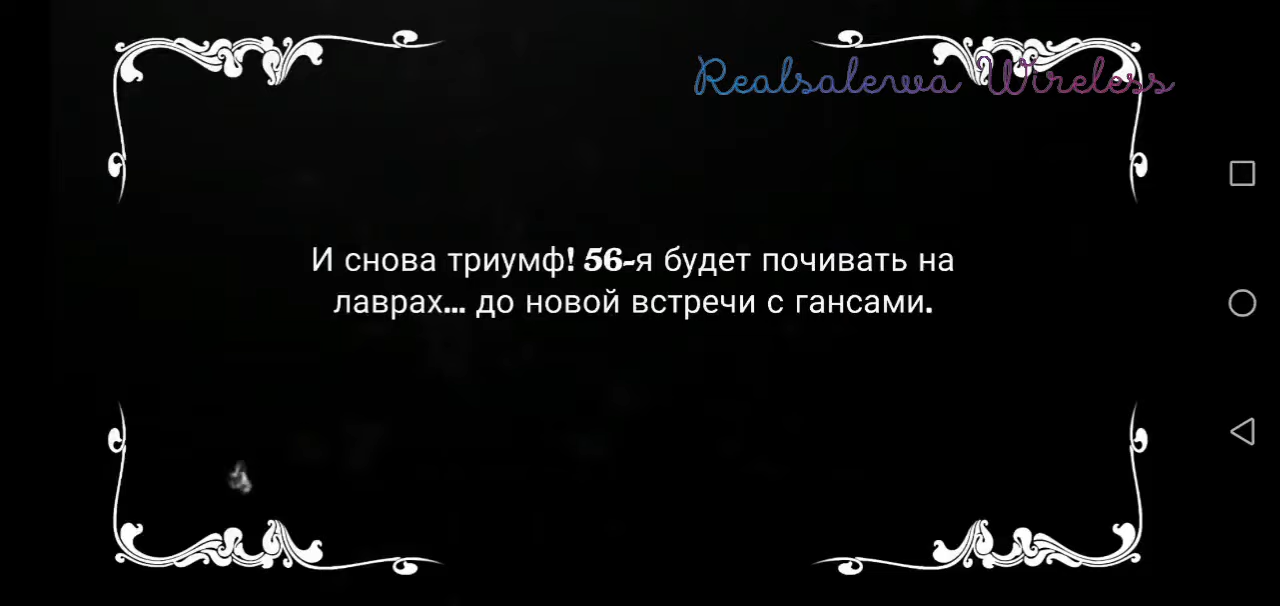 Realsalewa Wireless
И снова триумф! 56-я будет почивать на
лаврах... до новой встречи с гансами.